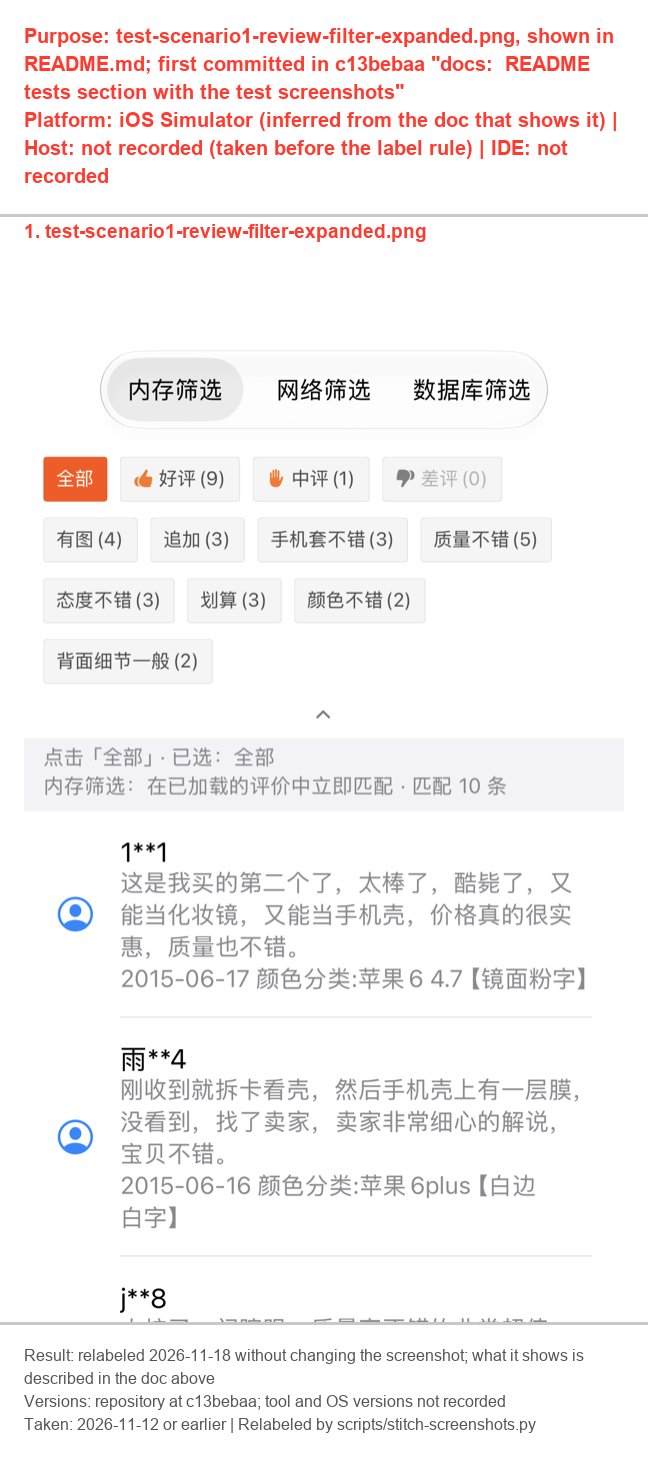 Purpose: test-scenario1-review-filter-expanded.png, shown in
README.md; first committed in c13bebaa "docs:  README
tests section with the test screenshots"
Platform: iOS Simulator (inferred from the doc that shows it) |
Host: not recorded (taken before the label rule) | IDE: not
recorded
1. test-scenario1-review-filter-expanded.png
内存筛选 网络筛选 数据库筛选
全部 好评 (9) 中评 (1) 差评 (0)
有图 (4) 追加 (3) 手机套不错 (3) 质量不错 (5)
态度不错 (3) 划算 (3) 颜色不错 (2)
背面细节一般 (2)
点击「全部」· 已选：全部
内存筛选：在已加载的评价中立即匹配 · 匹配 10 条
1**1
这是我买的第二个了，太棒了，酷毙了，又
能当化妆镜，又能当手机壳，价格真的很实
惠，质量也不错。
2015-06-17 颜色分类:苹果 6 4.7【镜面粉字】
雨**4
刚收到就拆卡看壳，然后手机壳上有一层膜，
没看到，找了卖家，卖家非常细心的解说，
宝贝不错。
2015-06-16 颜色分类:苹果 6plus【白边
白字】
j**8
Result: relabeled 2026-11-18 without changing the screenshot; what it shows is
described in the doc above
Versions: repository at c13bebaa; tool and OS versions not recorded
Taken: 2026-11-12 or earlier | Relabeled by scripts/stitch-screenshots.py